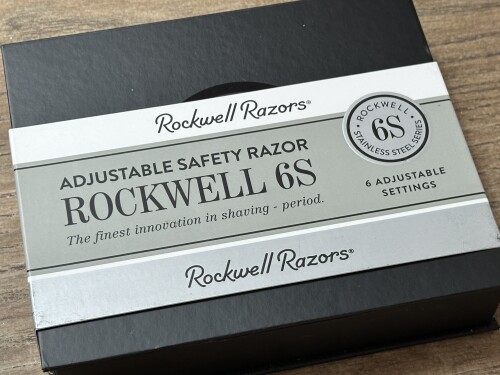 Rockwell Razors®
ADJUSTABLE SAFETY RAZOR
ROCKWELL 6S
The finest innovation in shaving - period.
• ROCKWELL •
6S
STAINLESS STEEL SERIES
6 ADJUSTABLE
SETTINGS
Rockwell Razors®